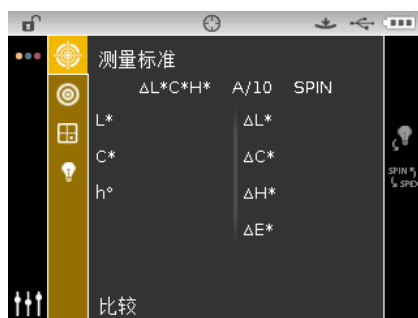 测量标准
ΔL*C*H* A/10 SPIN
L* ΔL*
C* ΔC*
h° ΔH*
ΔE*
SPIN
SPEX
比较